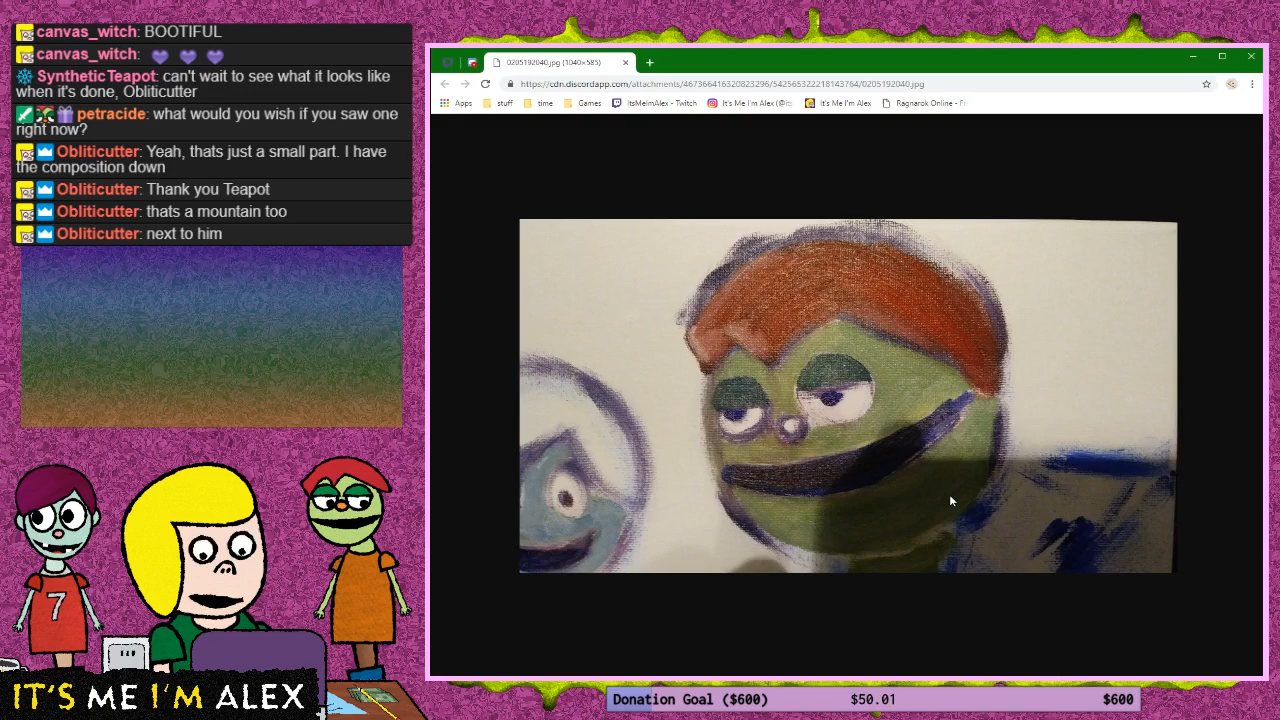 canvas_witch: BOOTIFUL
canvas_witch:
SyntheticTeapot: can't wait to see what it looks like
when it's done, Obliticutter
petracide: what would you wish if you saw one
right now?
Obliticutter: Yeah, thats just a small part. I have
the composition down
Obliticutter: Thank you Teapot
Obliticutter: thats a mountain too
Obliticutter: next to him
0205192040.jpg (1040×585)
https://cdn.discordapp.com/attachments/467366416320823296/542565322218143764/0205192040.jpg
Apps stuff time Games ItsMeImAlex - Twitch It's Me I'm Alex (@its It's Me I'm Alex Ragnarok Online - Fr
7
IT'S ME I'M ALEX
Donation Goal ($600) $50.01 $600